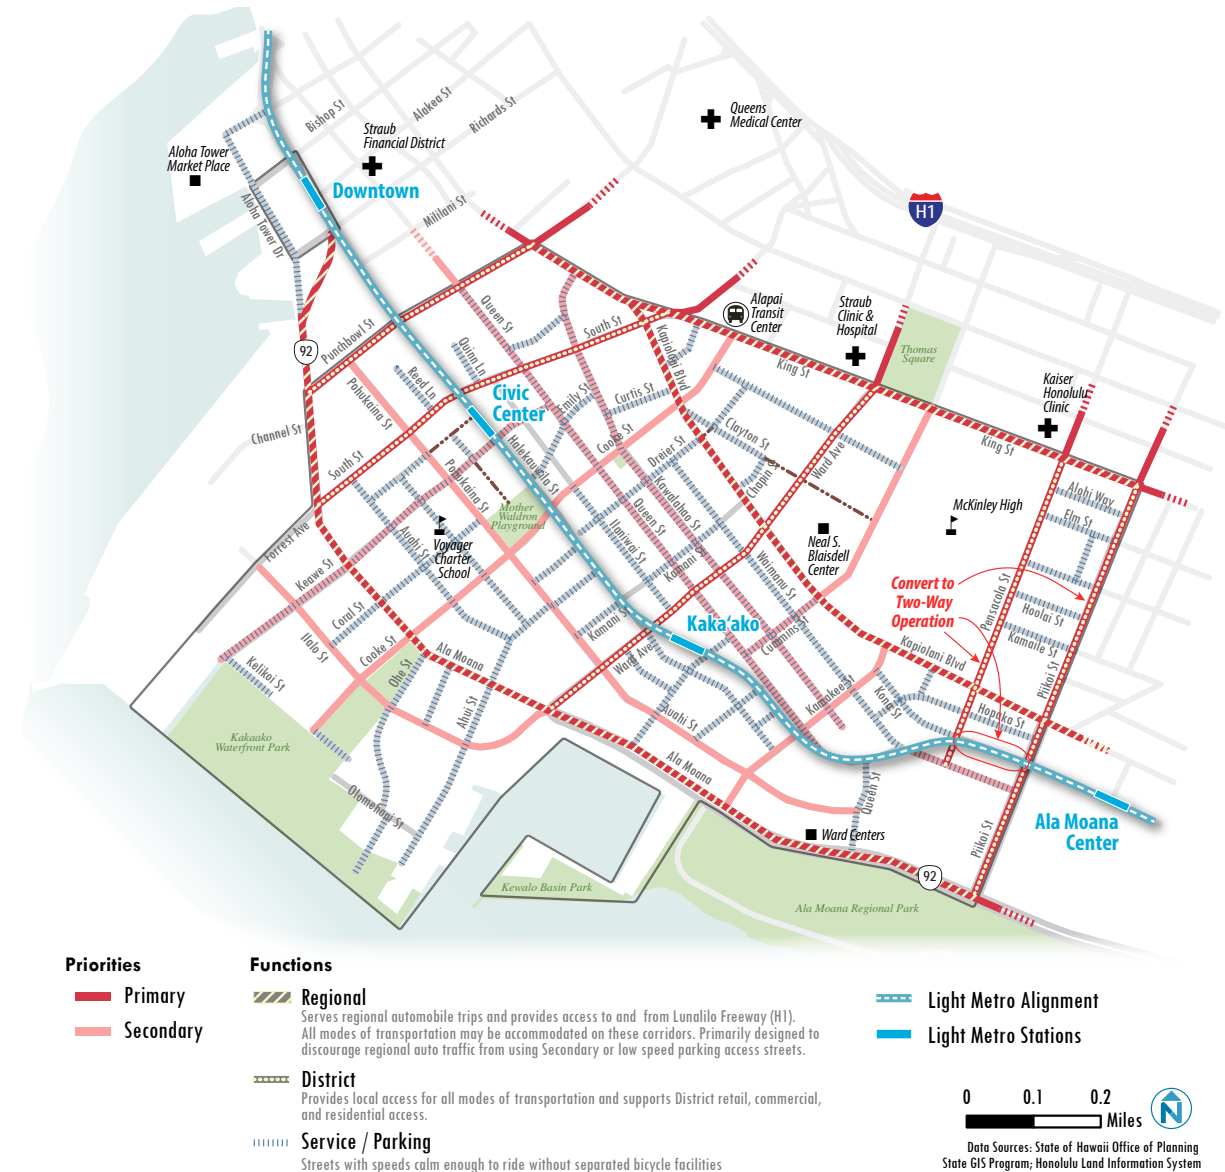 Bishop St
Alakea St
Richards St
Queens
Medical Center
Straub
Financial District
Aloha Tower
Market Place
Downtown
Mililani St
H1
Aloha Tower Dr
Alapai
Transit
Center
Straub
Clinic &
Hospital
Thomas
Square
Queen St
South St
Kapiolani Blvd
King St
Punchbowl St
92
Quinn Ln
Reed Ln
Pohukaina St
Civic
Center
Emily St
Curtis St
Kaiser
Honolulu
Clinic
Channel St
South St
Halekauwila St
Cooke St
Dreier St
Clayton St
Chapin St
Ward Ave
King St
Pohukaina St
Mother
Waldron
Playground
Kawaiahao St
Queen St
Ilaniwai St
McKinley High
Alohi Way
Elm St
Forrest Ave
Auahi St
Voyager
Charter
School
Neal S.
Blaisdell
Center
Keawe St
Kamani St
Waimanu St
Convert to
Two-Way
Operation
Pensacola St
Hoolai St
Kamaile St
Coral St
Ilalo St
Cooke St
Kamani St
Kaka‘ako
Cummins St
Kapiolani Blvd
Piikoi St
Ala Moana
Ward Ave
Kelikoi St
Ohe St
Ahui St
Auahi St
Kamakee St
Kona St
Hopaka St
Kakaako
Waterfront Park
Ala Moana
Queen St
Olomehani St
Ward Centers
Piikoi St
Ala Moana
Center
92
Kewalo Basin Park
Ala Moana Regional Park
Priorities
Primary
Secondary
Functions
Regional
Serves regional automobile trips and provides access to and from Lunalilo Freeway (H1).
All modes of transportation may be accommodated on these corridors. Primarily designed to
discourage regional auto traffic from using Secondary or low speed parking access streets.
District
Provides local access for all modes of transportation and supports District retail, commercial,
and residential access.
Service / Parking
Streets with speeds calm enough to ride without separated bicycle facilities
Light Metro Alignment
Light Metro Stations
0 0.1 0.2
Miles
N
Data Sources: State of Hawaii Office of Planning
State GIS Program; Honolulu Land Information System